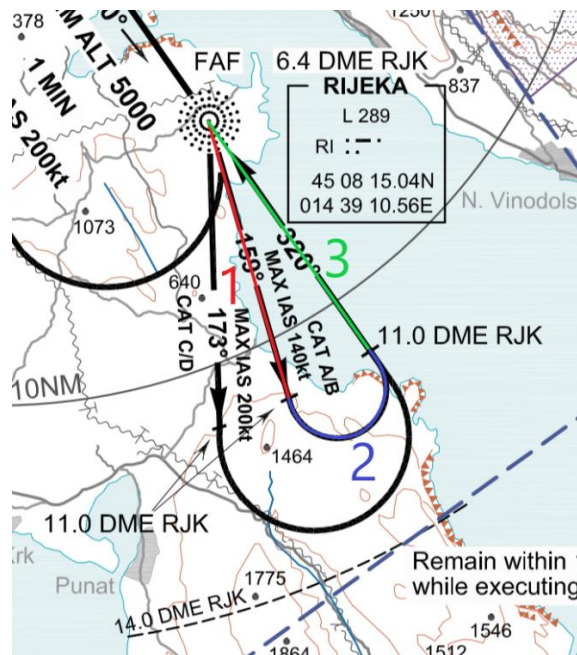 1378
1250
M ALT 5000
1 MIN
AS 200kt
FAF
6.4 DME RJK
837
RIJEKA
L 289
RI
45 08 15.04N
014 39 10.56E
N. Vinodols
1073
640
1
159°
320°
3
173°
CAT C/D
MAX IAS 200kt
MAX IAS 140kt
CAT A/B
11.0 DME RJK
10NM
1464
2
11.0 DME RJK
Krk
Punat
1775
14.0 DME RJK
Remain within
while executing
1546
1864
1512